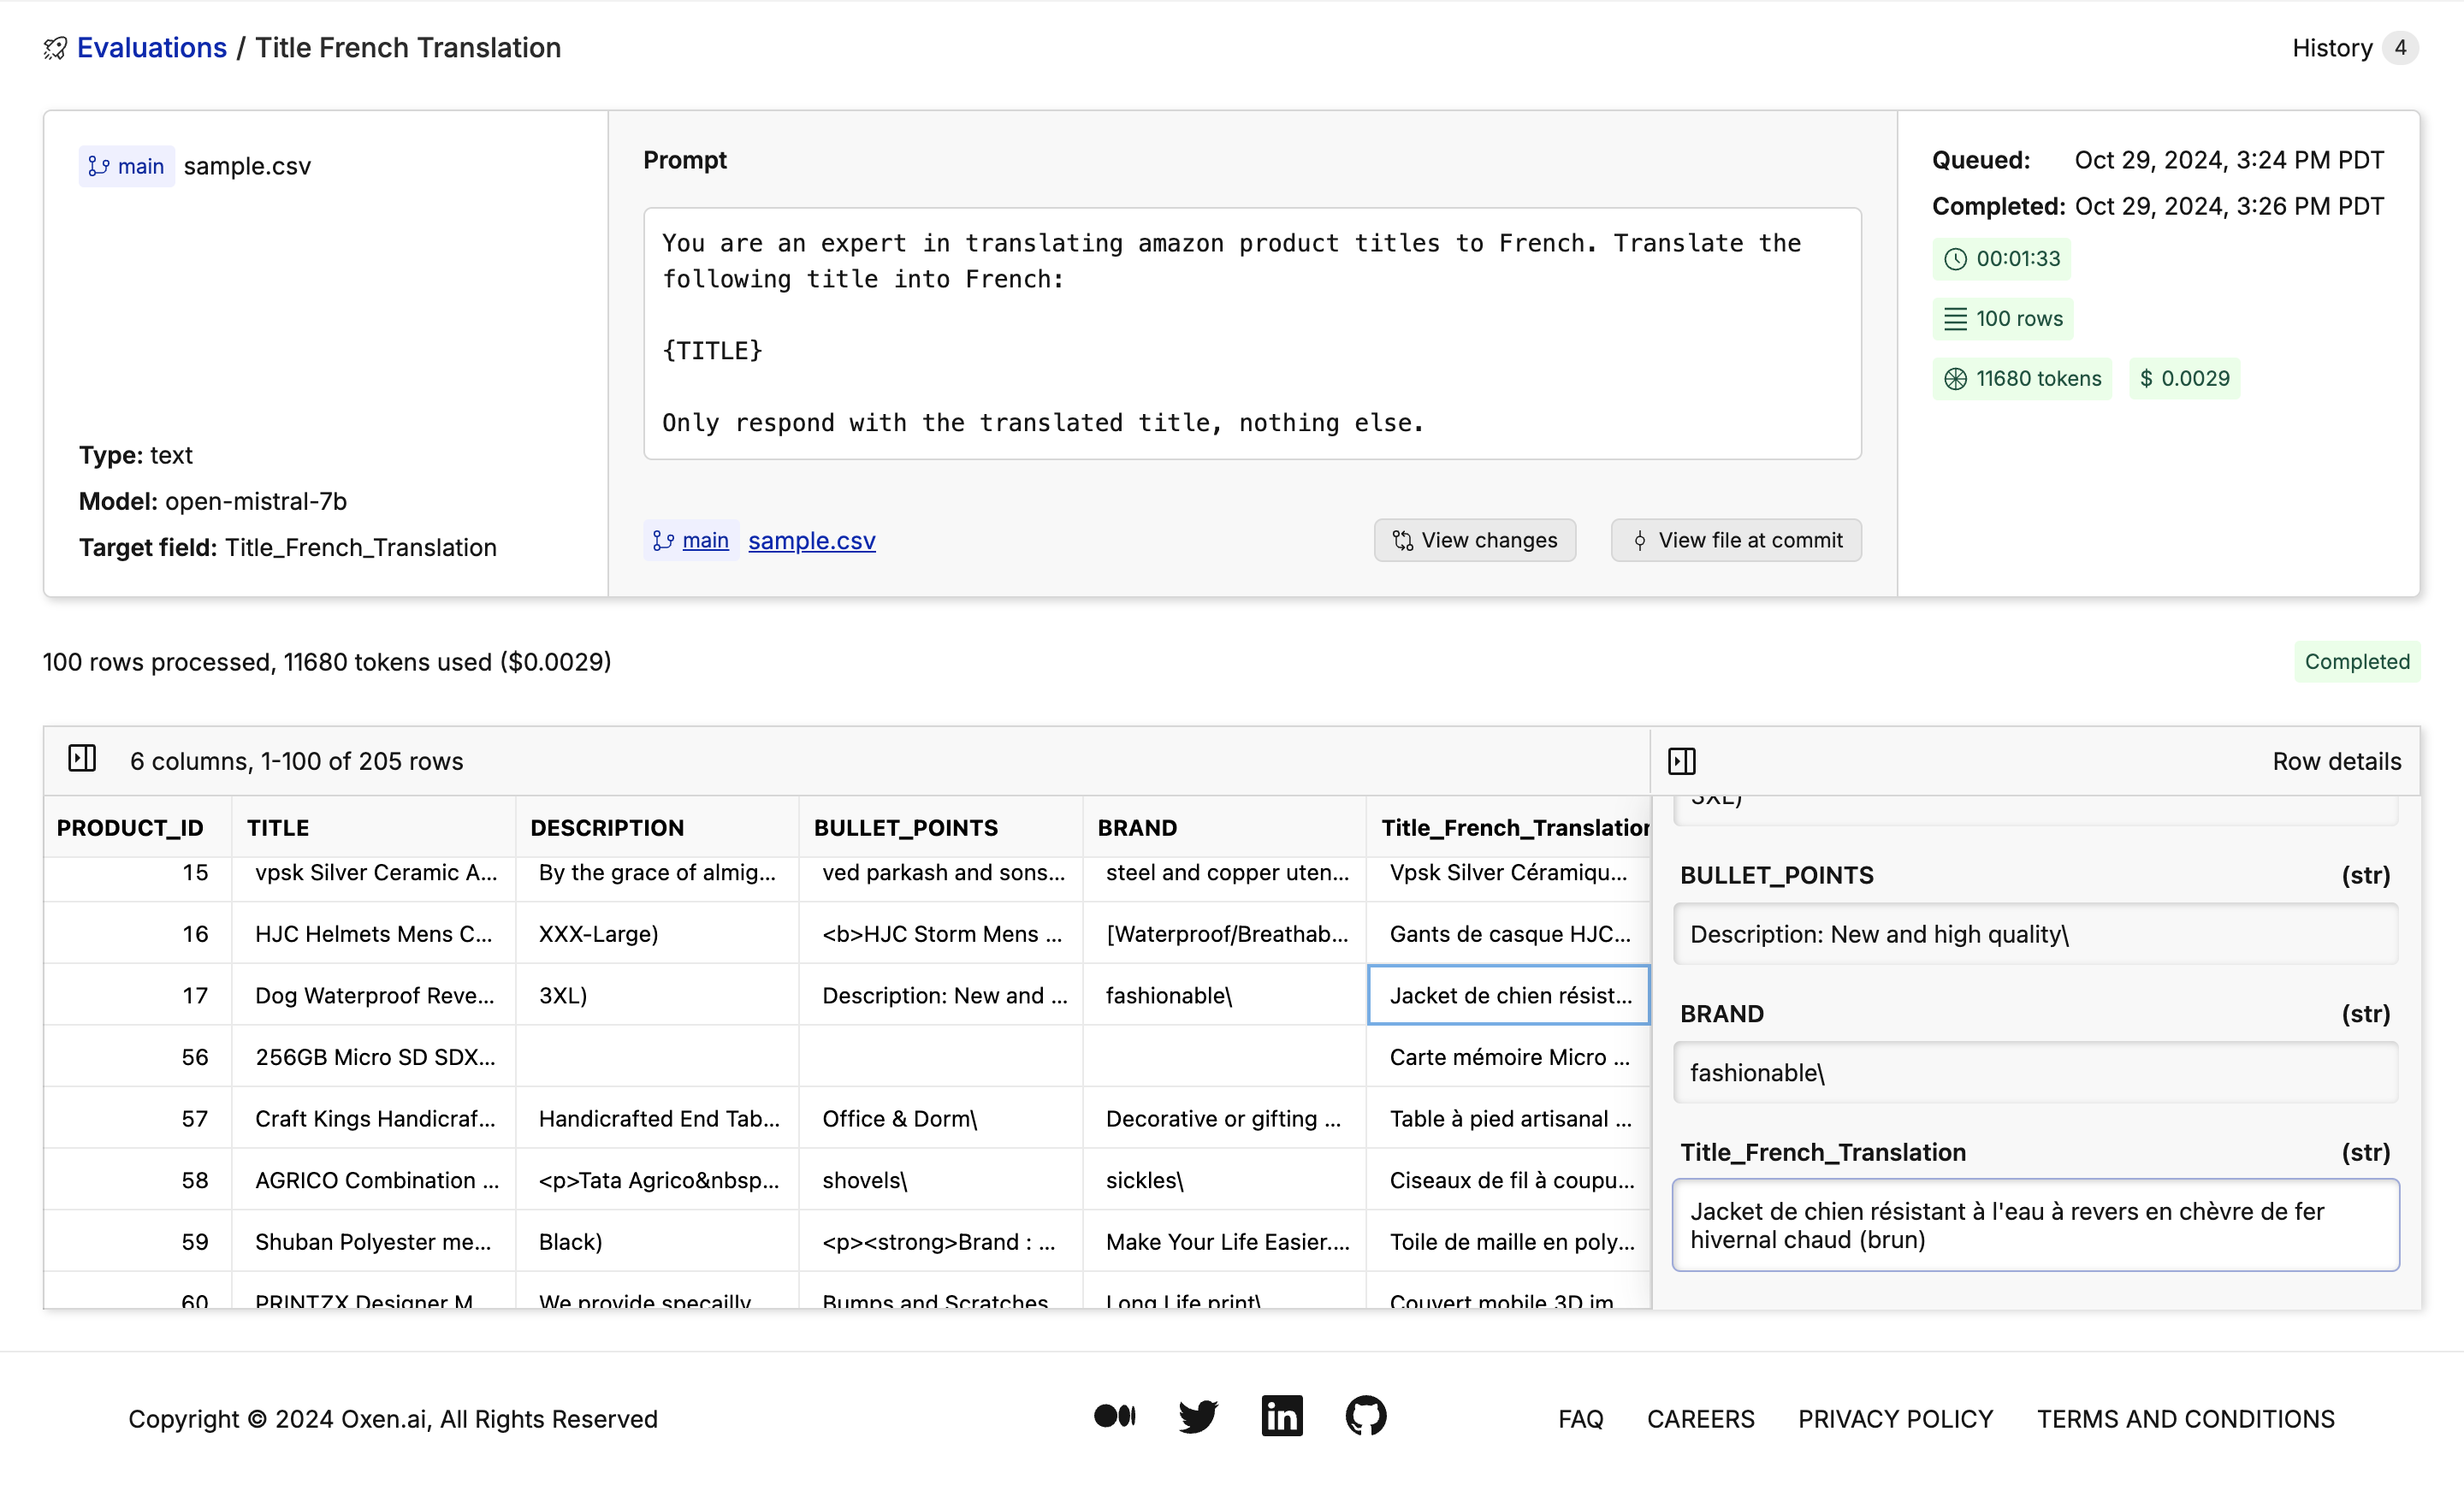 Evaluations / Title French Translation
History 4
main sample.csv
Type: text
Model: open-mistral-7b
Target field: Title_French_Translation
Prompt
You are an expert in translating amazon product titles to French. Translate the
following title into French:
{TITLE}
Only respond with the translated title, nothing else.
main sample.csv
View changes
View file at commit
Queued: Oct 29, 2024, 3:24 PM PDT
Completed: Oct 29, 2024, 3:26 PM PDT
00:01:33
100 rows
11680 tokens $ 0.0029
100 rows processed, 11680 tokens used ($0.0029)
Completed
6 columns, 1-100 of 205 rows
PRODUCT_ID TITLE DESCRIPTION BULLET_POINTS BRAND Title_French_Translation
15 vpsk Silver Ceramic A... By the grace of almig... ved parkash and sons... steel and copper uten... Vpsk Silver Céramiqu...
16 HJC Helmets Mens C... XXX-Large) <b>HJC Storm Mens ... [Waterproof/Breathab... Gants de casque HJC...
17 Dog Waterproof Reve... 3XL) Description: New and ... fashionable\ Jacket de chien résist...
56 256GB Micro SD SDX... Carte mémoire Micro ...
57 Craft Kings Handicraf... Handicrafted End Tab... Office & Dorm\ Decorative or gifting ... Table à pied artisanal ...
58 AGRICO Combination ... <p>Tata Agrico&nbsp... shovels\ sickles\ Ciseaux de fil à coupu...
59 Shuban Polyester me... Black) <p><strong>Brand : ... Make Your Life Easier.... Toile de maille en poly...
60 PRINTZX Designer M We provide specailly Bumps and Scratches Long Life print\ Couvert mobile 3D im
Row details
3XL)
BULLET_POINTS (str)
Description: New and high quality\
BRAND (str)
fashionable\
Title_French_Translation (str)
Jacket de chien résistant à l'eau à revers en chèvre de fer
hivernal chaud (brun)
Copyright © 2024 Oxen.ai, All Rights Reserved
in
FAQ CAREERS PRIVACY POLICY TERMS AND CONDITIONS